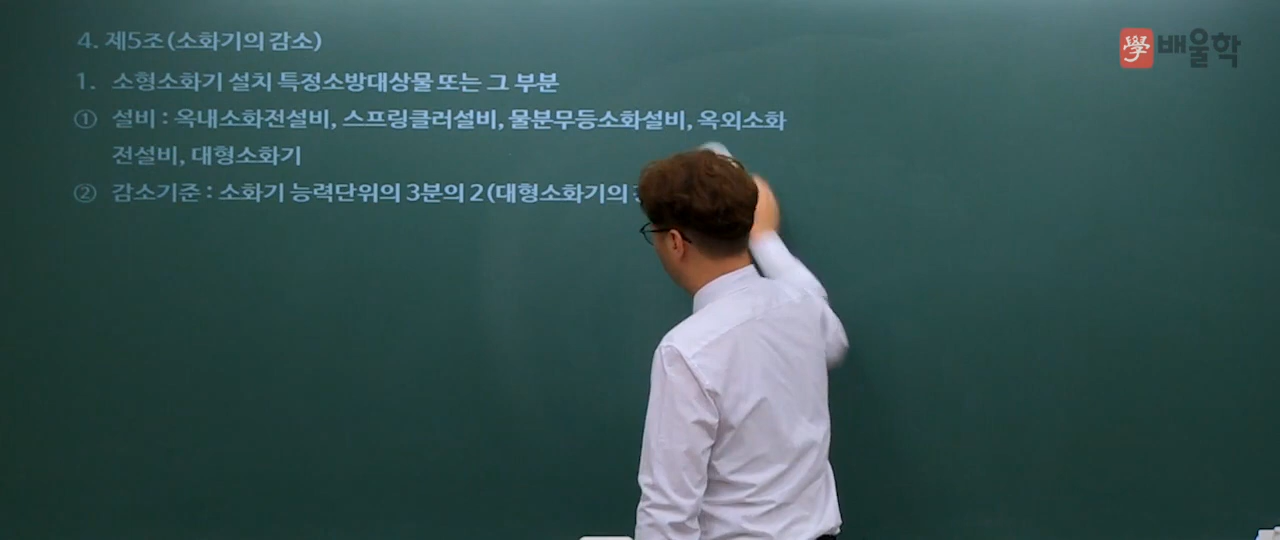 4. 제5조(소화기의 감소)
學 배울학
1. 소형소화기 설치 특정소방대상물 또는 그 부분
① 설비 : 옥내소화전설비, 스프링클러설비, 물분무등소화설비, 옥외소화
전설비, 대형소화기
② 감소기준 : 소화기 능력단위의 3분의 2(대형소화기의